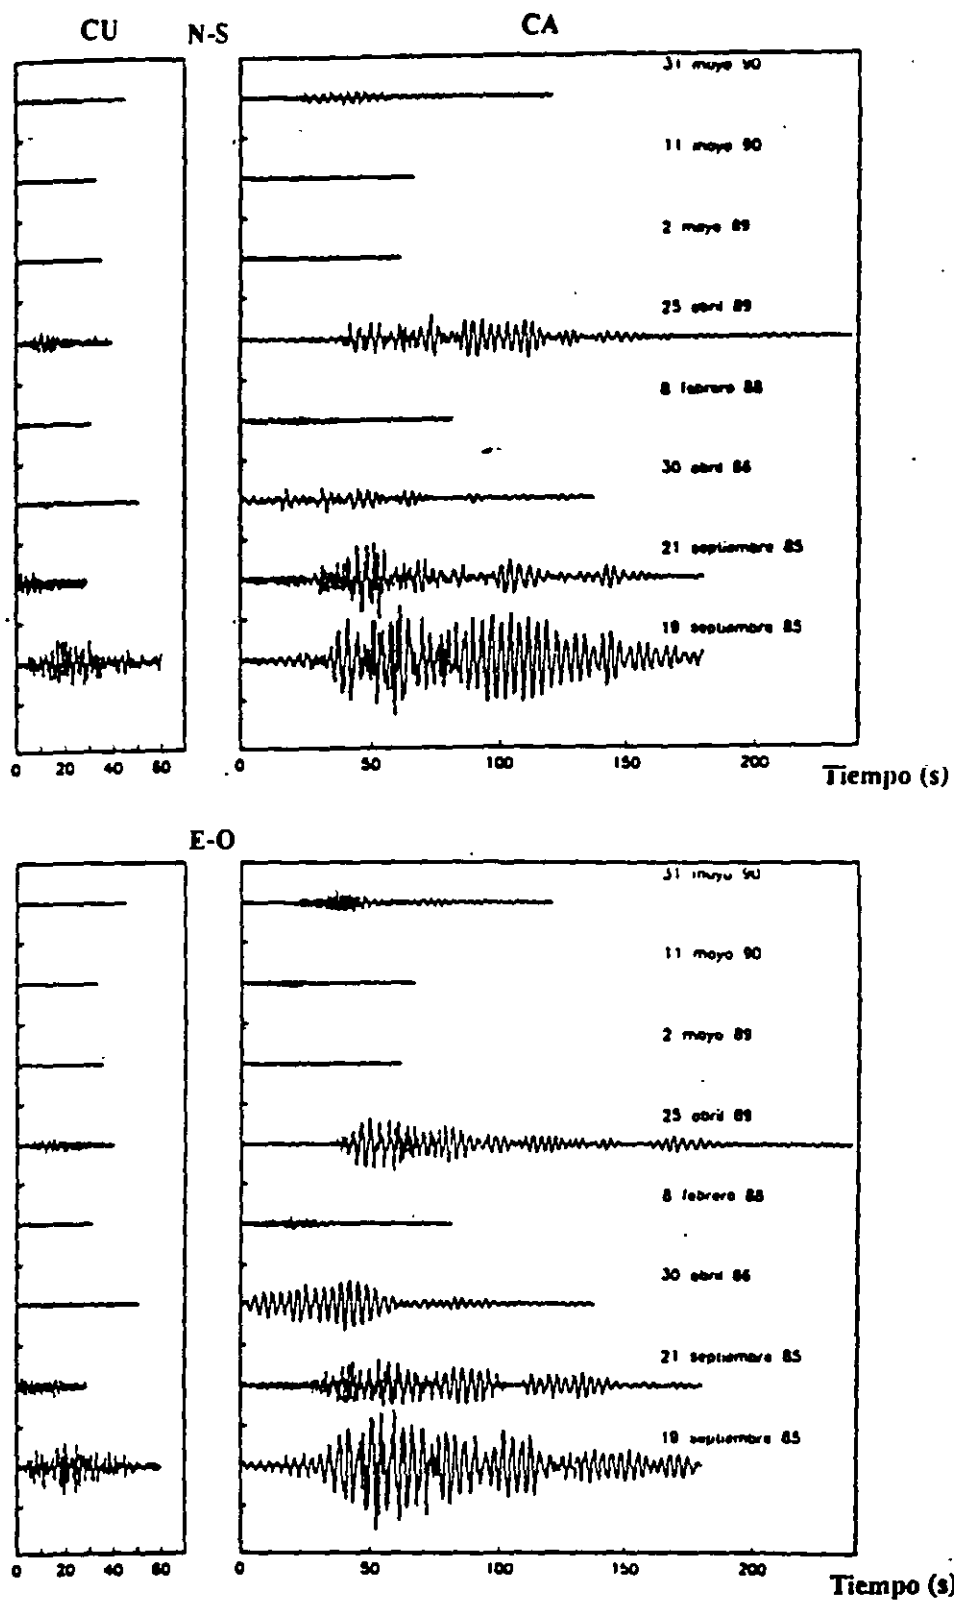 CU N-S CA
31 mayo 90
11 mayo 90
2 mayo 89
25 abril 89
8 febrero 88
30 abril 86
21 septiembre 85
19 septiembre 85
0 20 40 60 0 50 100 150 200
Tiempo (s)
E-O
31 mayo 90
11 mayo 90
2 mayo 89
25 abril 89
8 febrero 88
30 abril 86
21 septiembre 85
19 septiembre 85
0 20 40 60 0 50 100 150 200
Tiempo (s)